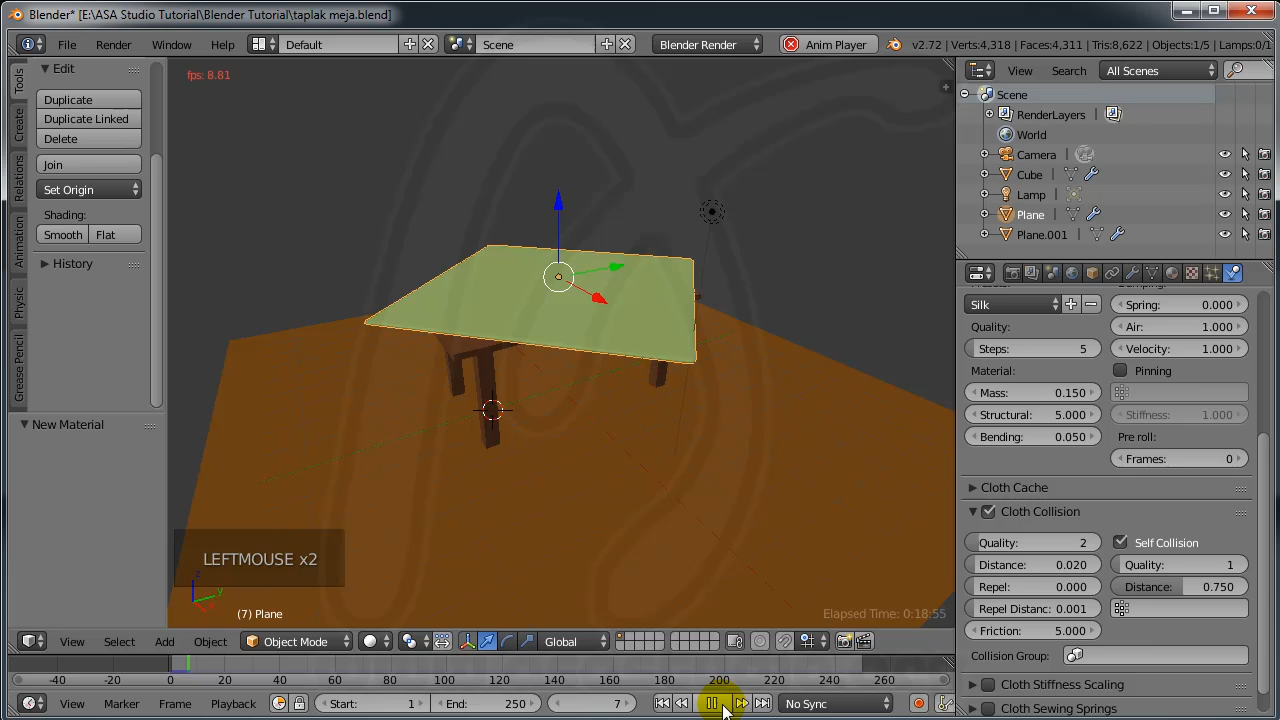 Blender* [E:\ASA Studio Tutorial\Blender Tutorial\taplak meja.blend]
File Render Window Help Default Scene Blender Render Anim Player v2.72 | Verts:4,318 | Faces:4,311 | Tris:8,622 | Objects:1/5 | Lamps:0/1
Tools
Create
Relations
Animation
Physic
Grease Pencil
Edit
Duplicate
Duplicate Linked
Delete
Join
Set Origin
Shading:
Smooth Flat
History
New Material
fps: 8.81
LEFTMOUSE x2
z
y
(7) Plane
Elapsed Time: 0:18:55
View Search All Scenes
Scene
RenderLayers
World
Camera
Cube
Lamp
Plane
Plane.001
Silk
Quality:
Steps: 5
Material:
Mass: 0.150
Structural: 5.000
Bending: 0.050
Spring: 0.000
Air: 1.000
Velocity: 1.000
Pinning
Stiffness: 1.000
Pre roll:
Frames: 0
Cloth Cache
Cloth Collision
Quality: 2
Distance: 0.020
Repel: 0.000
Repel Distanc: 0.001
Friction: 5.000
Self Collision
Quality: 1
Distance: 0.750
Collision Group:
Cloth Stiffness Scaling
Cloth Sewing Springs
View Select Add Object Object Mode Global
-40 -20 0 20 40 60 80 100 120 140 160 180 200 220 240 260
View Marker Frame Playback Start: 1 End: 250 7 No Sync